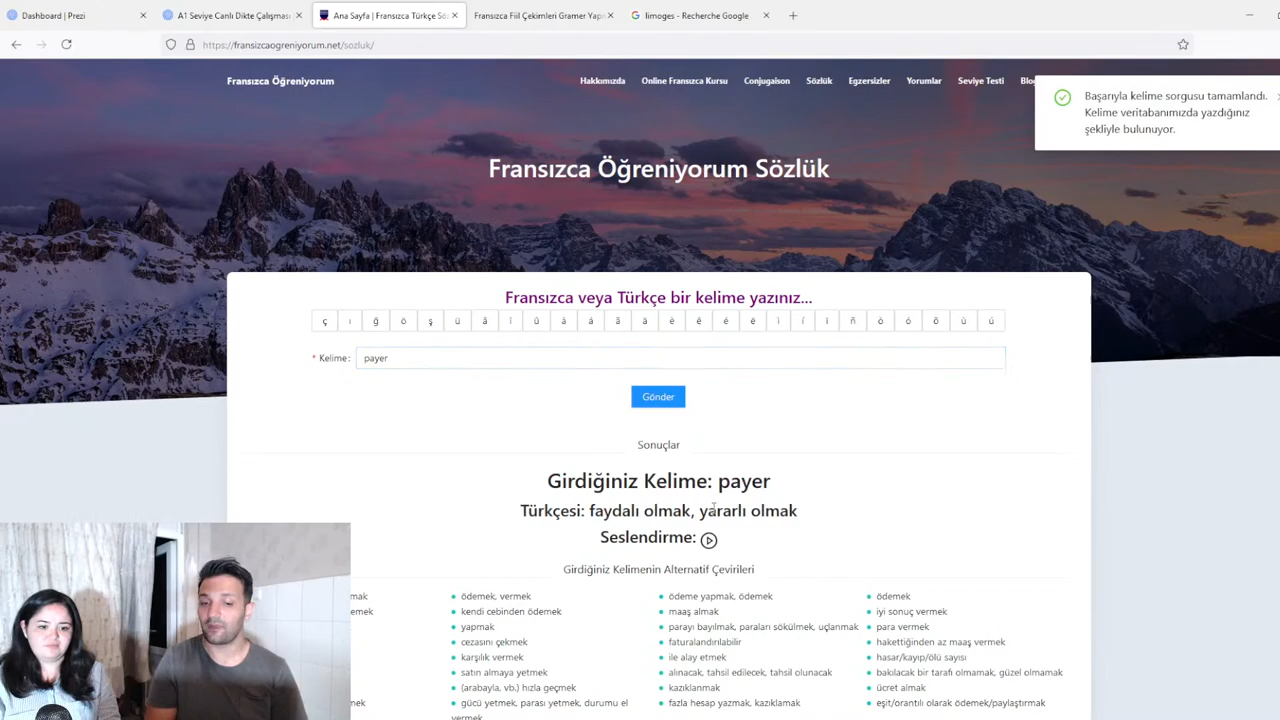 Dashboard | Prezi
A1 Seviye Canlı Dikte Çalışması
Ana Sayfa | Fransızca Türkçe Söz
Fransızca Fiil Çekimleri Gramer Yapı
limoges - Recherche Google
https://fransizcaogreniyorum.net/sozluk/
Fransızca Öğreniyorum
Hakkımızda Online Fransızca Kursu Conjugaison Sözlük Egzersizler Yorumlar Seviye Testi Blog
Başarıyla kelime sorgusu tamamlandı.
Kelime veritabanımızda yazdığınız
şekliyle bulunuyor.
Fransızca Öğreniyorum Sözlük
Fransızca veya Türkçe bir kelime yazınız...
* Kelime: payer
Gönder
Sonuçlar
Girdiğiniz Kelime: payer
Türkçesi: faydalı olmak, yararlı olmak
Seslendirme:
Girdiğiniz Kelimenin Alternatif Çevirileri
ödemek, vermek ödeme yapmak, ödemek ödemek
kendi cebinden ödemek maaş almak iyi sonuç vermek
yapmak parayı bayılmak, paraları sökülmek, uçlanmak para vermek
cezasını çekmek faturalandırılabilir hakettiğinden az maaş vermek
karşılık vermek ile alay etmek hasar/kayıp/ölü sayısı
satın almaya yetmek alınacak, tahsil edilecek, tahsil olunacak bakılacak bir tarafı olmamak, güzel olmamak
(arabayla, vb.) hızla geçmek kazıklanmak ücret almak
gücü yetmek, parası yetmek, durumu el fazla hesap yazmak, kazıklamak eşit/orantılı olarak ödemek/paylaştırmak
vermek